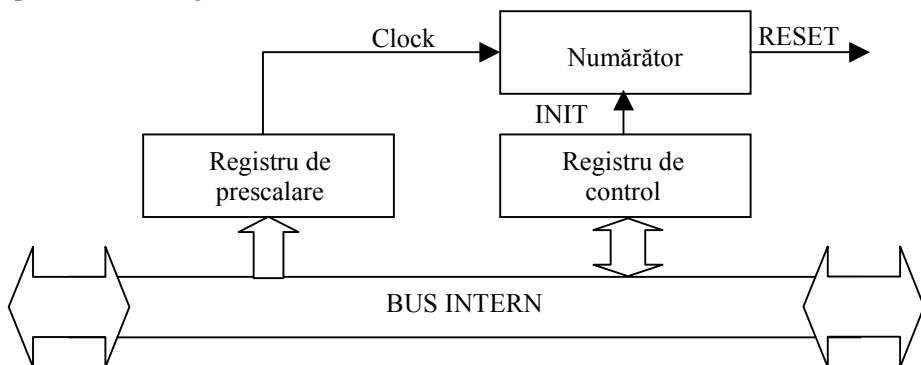 Clock
RESET
Numărător
INIT
Registru de
prescalare
Registru de
control
BUS INTERN